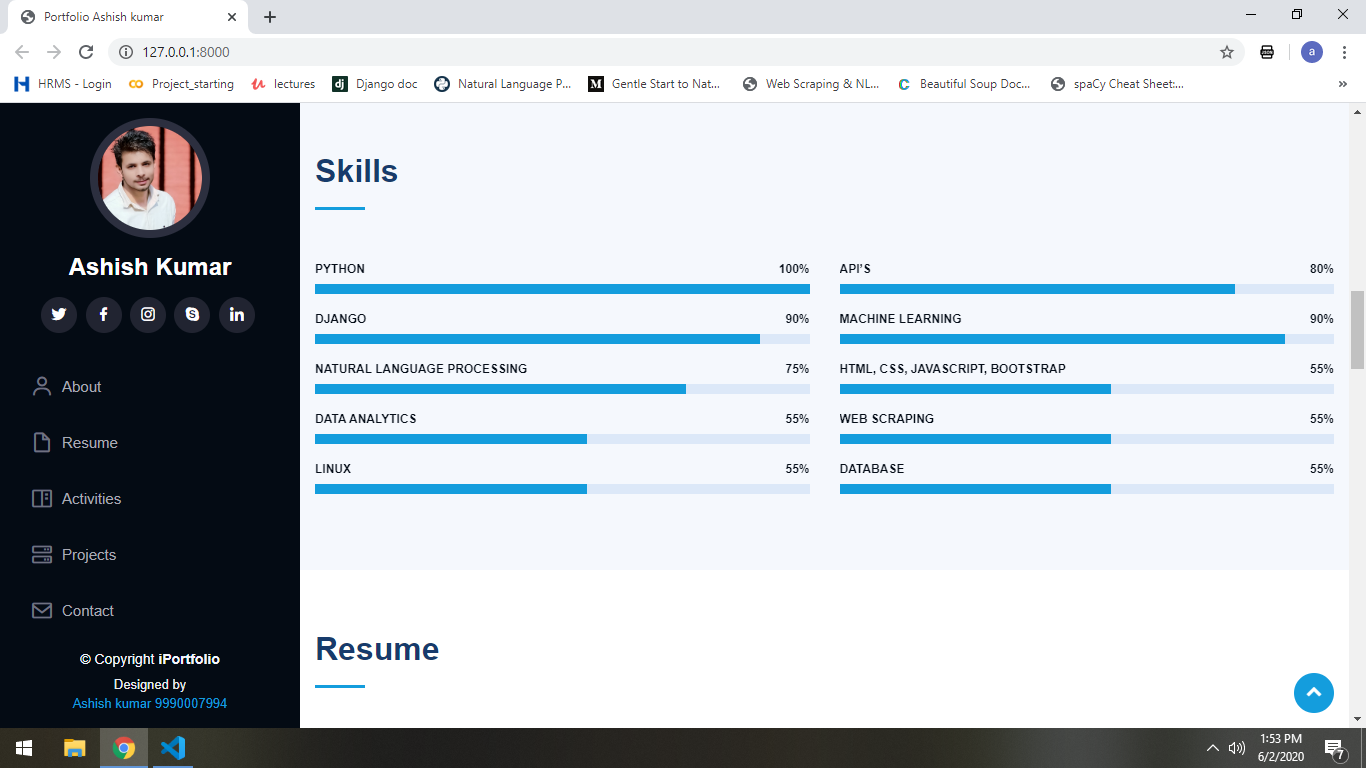 Portfolio Ashish kumar
127.0.0.1:8000
a
HRMS - Login
Project_starting
lectures
dj Django doc
Natural Language P...
M Gentle Start to Nat...
Web Scraping & NL...
C Beautiful Soup Doc...
spaCy Cheat Sheet:...
»
Ashish Kumar
About
Resume
Activities
Projects
Contact
© Copyright iPortfolio
Designed by
Ashish kumar 9990007994
Skills
PYTHON 100%
DJANGO 90%
NATURAL LANGUAGE PROCESSING 75%
DATA ANALYTICS 55%
LINUX 55%
API'S 80%
MACHINE LEARNING 90%
HTML, CSS, JAVASCRIPT, BOOTSTRAP 55%
WEB SCRAPING 55%
DATABASE 55%
Resume
1:53 PM
6/2/2020
7